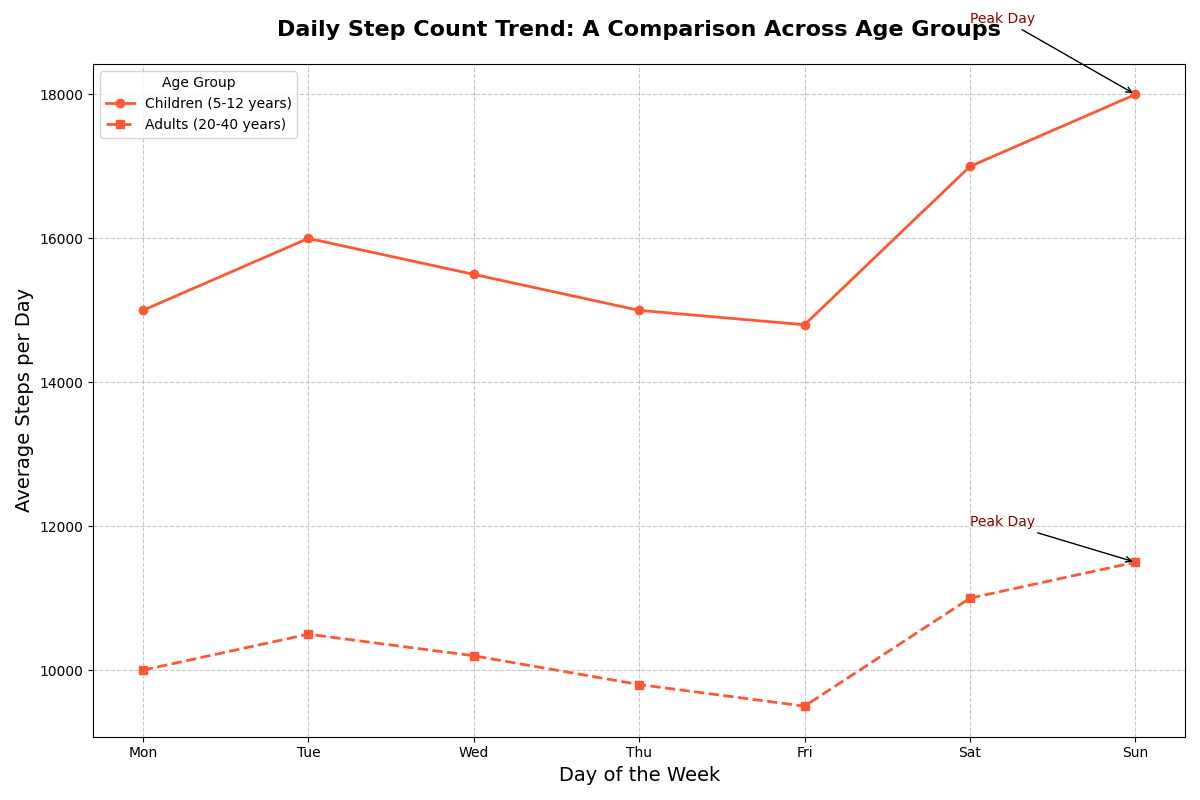 Peak Day
Daily Step Count Trend: A Comparison Across Age Groups
Age Group
Children (5-12 years)
Adults (20-40 years)
18000
16000
14000
12000
10000
Average Steps per Day
Peak Day
Mon Tue Wed Thu Fri Sat Sun
Day of the Week